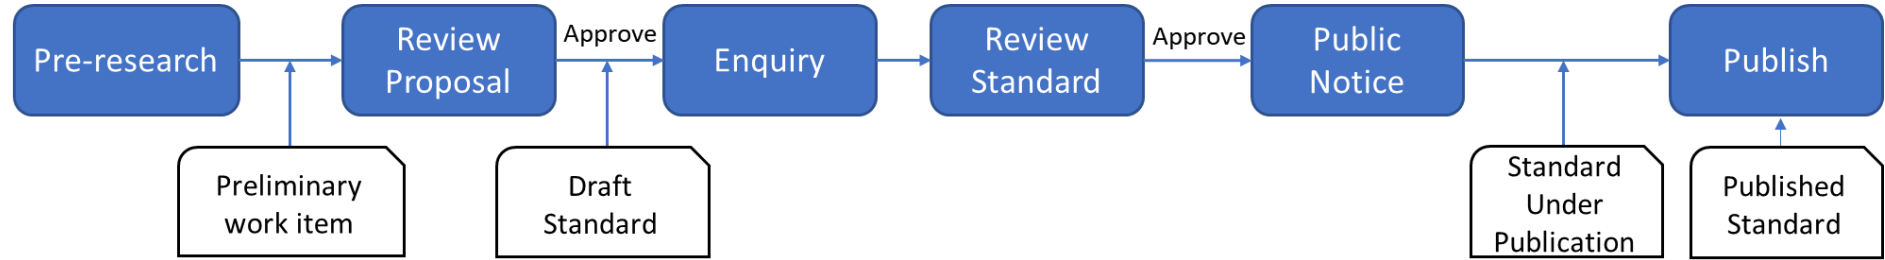 Pre-research
Review
Proposal
Approve
Enquiry
Review
Standard
Approve
Public
Notice
Publish
Preliminary
work item
Draft
Standard
Standard
Under
Publication
Published
Standard